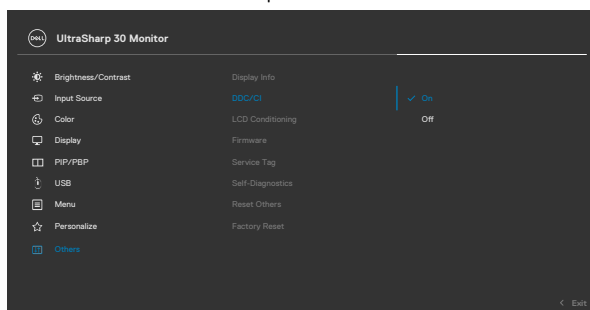 DELL UltraSharp 30 Monitor
Brightness/Contrast Display Info
Input Source DDC/CI On
Color LCD Conditioning Off
Display Firmware
PIP/PBP Service Tag
USB Self-Diagnostics
Menu Reset Others
Personalize Factory Reset
Others
< Exit